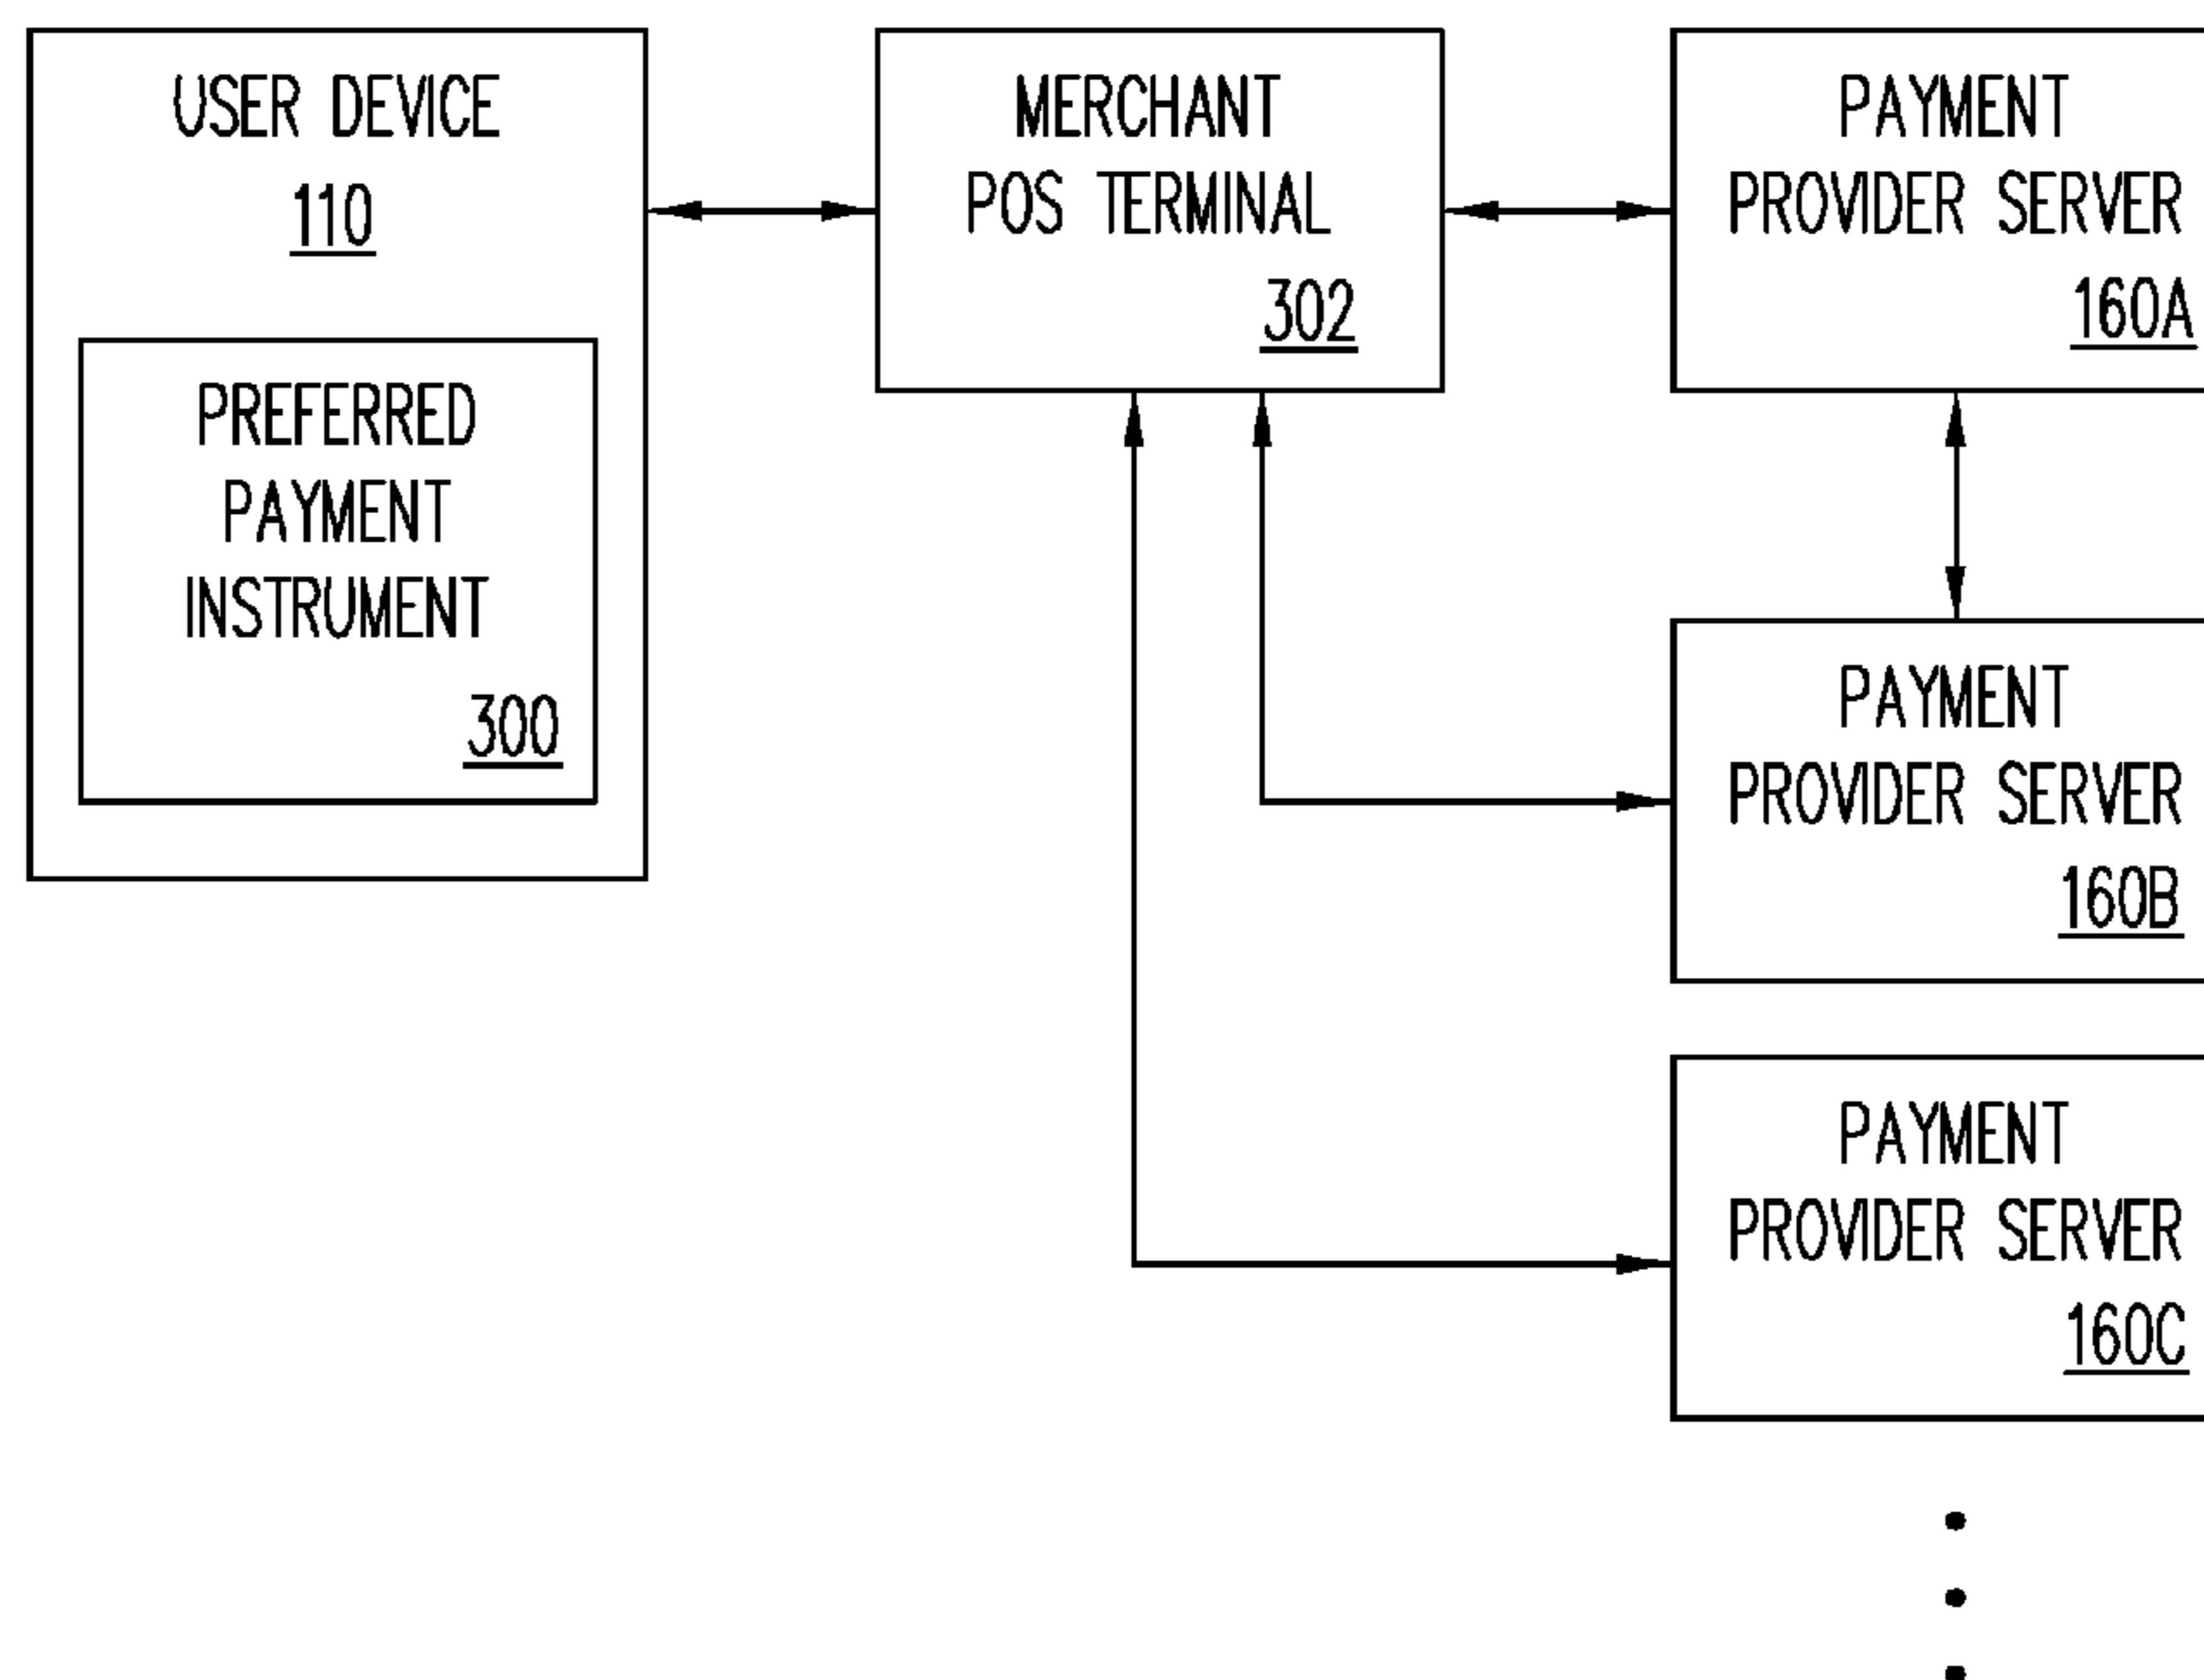 USER DEVICE
110
PREFERRED
PAYMENT
INSTRUMENT
300
MERCHANT
POS TERMINAL
302
PAYMENT
PROVIDER SERVER
160A
PAYMENT
PROVIDER SERVER
160B
PAYMENT
PROVIDER SERVER
160C